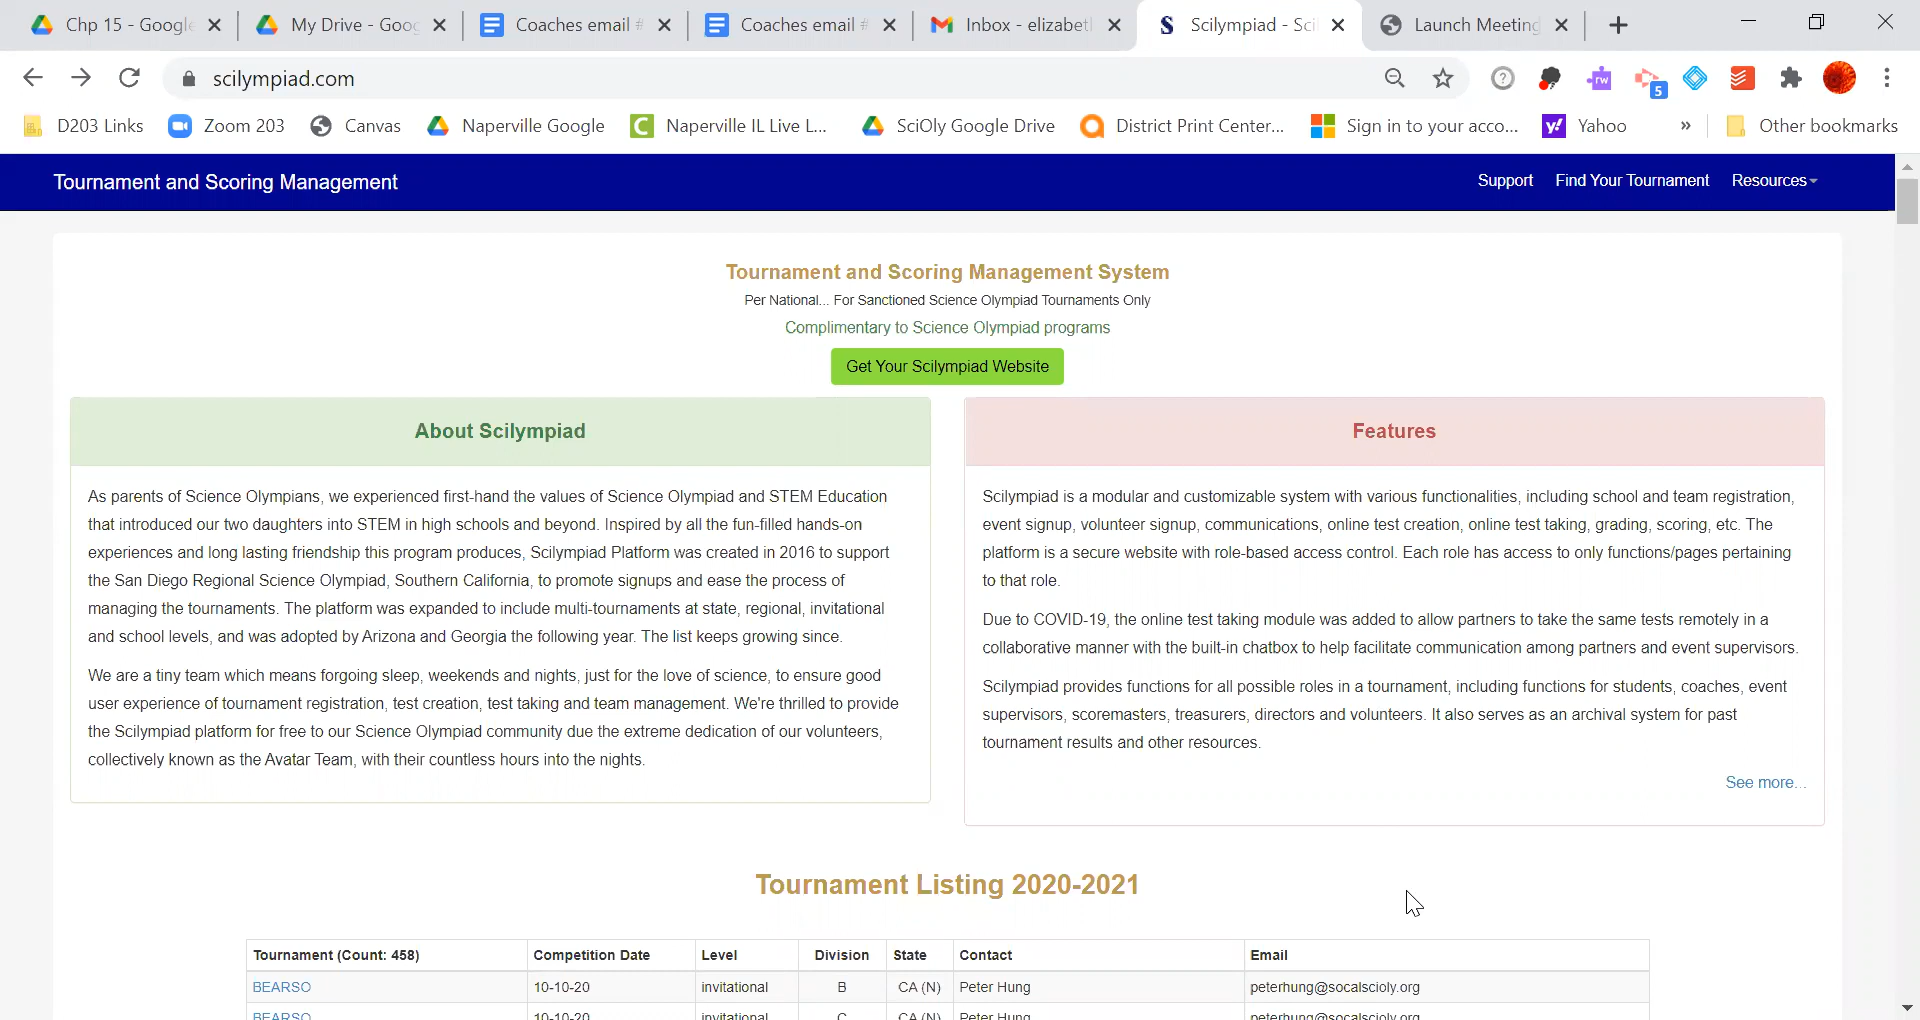 Chp 15 - Google
My Drive - Goog
Coaches email #
Coaches email #
Inbox - elizabet
Scilympiad - Sci
Launch Meeting
scilympiad.com
rw
5
D203 Links
Zoom 203
Canvas
Naperville Google
Naperville IL Live L...
SciOly Google Drive
District Print Center...
Sign in to your acco...
Yahoo
»
Other bookmarks
Tournament and Scoring Management
Support
Find Your Tournament
Resources
Tournament and Scoring Management System
Per National... For Sanctioned Science Olympiad Tournaments Only
Complimentary to Science Olympiad programs
Get Your Scilympiad Website
About Scilympiad
As parents of Science Olympians, we experienced first-hand the values of Science Olympiad and STEM Education
that introduced our two daughters into STEM in high schools and beyond. Inspired by all the fun-filled hands-on
experiences and long lasting friendship this program produces, Scilympiad Platform was created in 2016 to support
the San Diego Regional Science Olympiad, Southern California, to promote signups and ease the process of
managing the tournaments. The platform was expanded to include multi-tournaments at state, regional, invitational
and school levels, and was adopted by Arizona and Georgia the following year. The list keeps growing since.
We are a tiny team which means forgoing sleep, weekends and nights, just for the love of science, to ensure good
user experience of tournament registration, test creation, test taking and team management. We're thrilled to provide
the Scilympiad platform for free to our Science Olympiad community due the extreme dedication of our volunteers,
collectively known as the Avatar Team, with their countless hours into the nights.
Features
Scilympiad is a modular and customizable system with various functionalities, including school and team registration,
event signup, volunteer signup, communications, online test creation, online test taking, grading, scoring, etc. The
platform is a secure website with role-based access control. Each role has access to only functions/pages pertaining
to that role.
Due to COVID-19, the online test taking module was added to allow partners to take the same tests remotely in a
collaborative manner with the built-in chatbox to help facilitate communication among partners and event supervisors.
Scilympiad provides functions for all possible roles in a tournament, including functions for students, coaches, event
supervisors, scoremasters, treasurers, directors and volunteers. It also serves as an archival system for past
tournament results and other resources.
See more...
Tournament Listing 2020-2021
Tournament (Count: 458) Competition Date Level Division State Contact Email
BEARSO 10-10-20 invitational B CA (N) Peter Hung peterhung@socalscioly.org
BEARSO 10-10-20 invitational C CA (N) Peter Hung peterhung@socalscioly.org